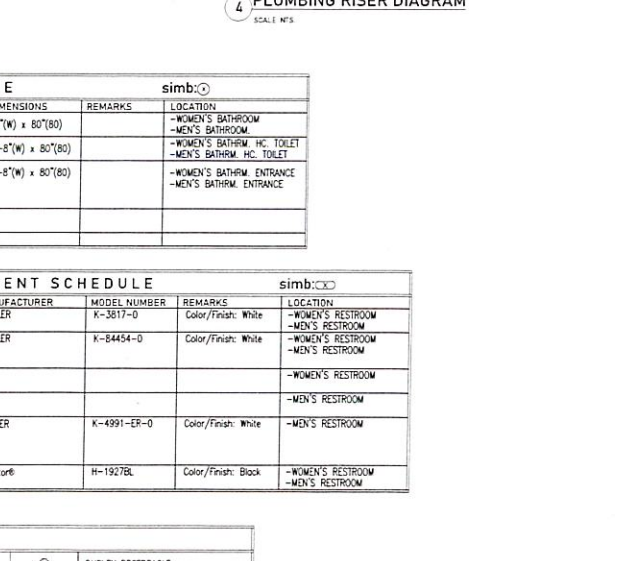 4 PLUMBING RISER DIAGRAM
SCALE NTS
E simb:
MENSIONS REMARKS LOCATION
"(W) x 80"(80) -WOMEN'S BATHROOM
-MEN'S BATHROOM.
-8"(W) x 80"(80) -WOMEN'S BATHRM. HC. TOILET
-MEN'S BATHRM. HC. TOILET
-8"(W) x 80"(80) -WOMEN'S BATHRM. ENTRANCE
-MEN'S BATHRM. ENTRANCE
ENT SCHEDULE simb:
UFACTURER MODEL NUMBER REMARKS LOCATION
ER K-3817-0 Color/Finish: White -WOMEN'S RESTROOM
-MEN'S RESTROOM
ER K-84454-0 Color/Finish: White -WOMEN'S RESTROOM
-MEN'S RESTROOM
-WOMEN'S RESTROOM
-MEN'S RESTROOM
ER K-4991-ER-0 Color/Finish: White -MEN'S RESTROOM
tor® H-1927BL Color/Finish: Black -WOMEN'S RESTROOM
-MEN'S RESTROOM